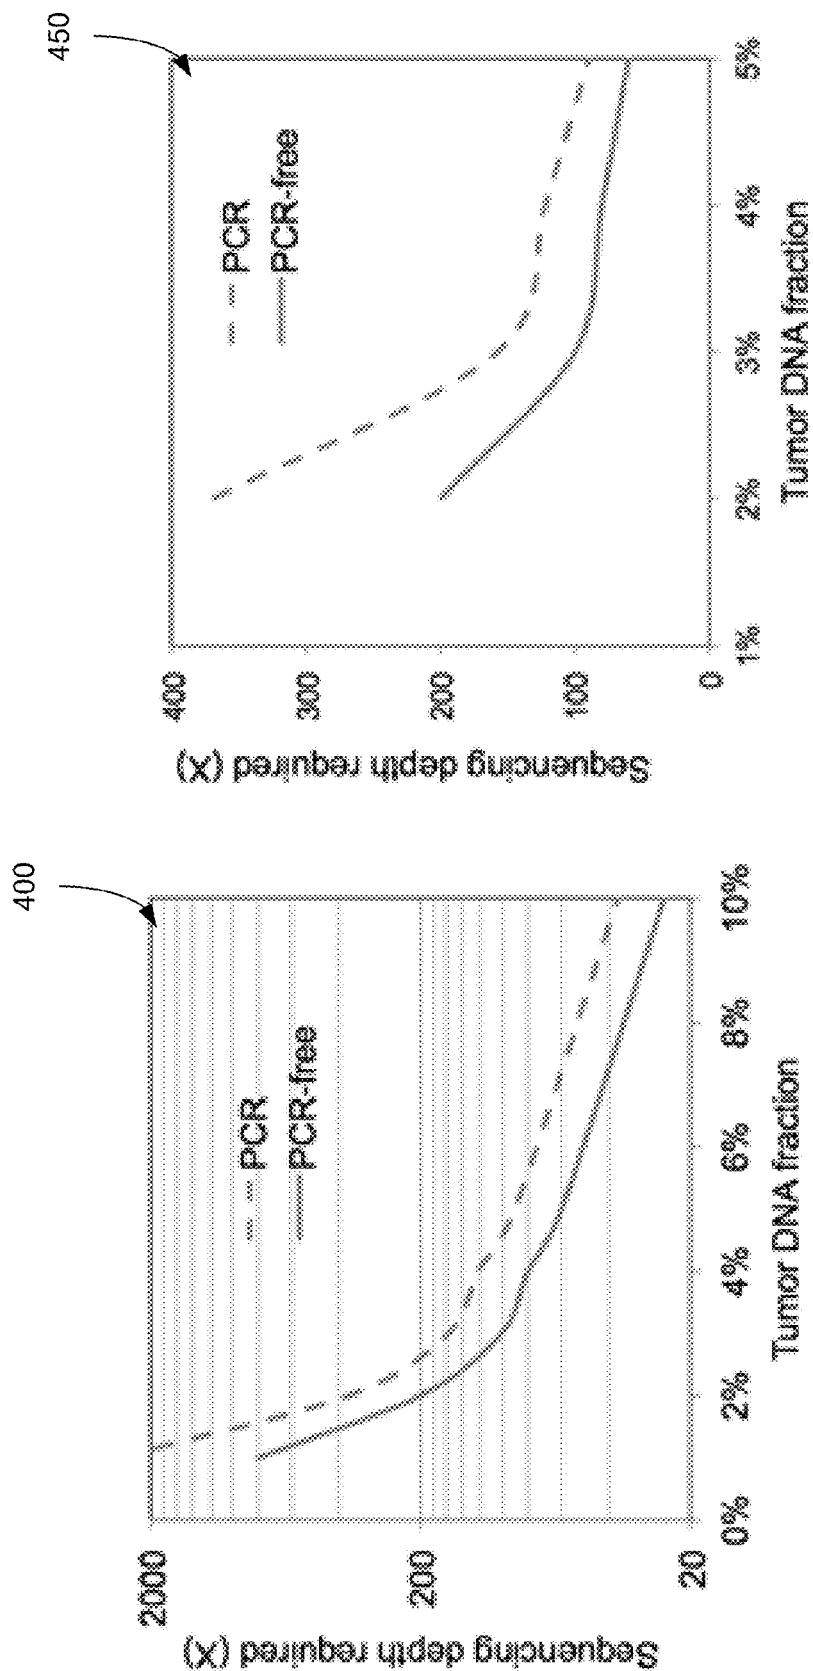 400
Sequencing depth required (X)
2000
200
20
PCR
PCR-free
0%
2%
4%
6%
8%
10%
Tumor DNA fraction
450
Sequencing depth required (X)
400
300
200
100
0
PCR
PCR-free
1%
2%
3%
4%
5%
Tumor DNA fraction